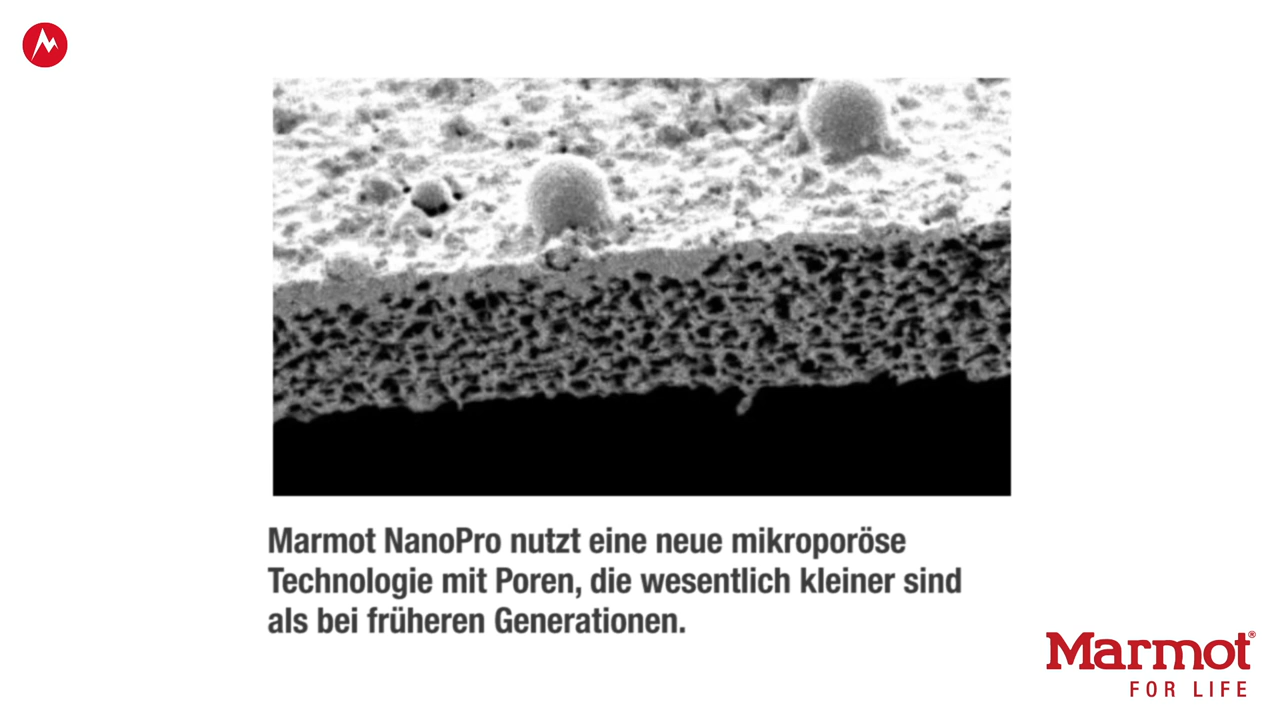 Marmot NanoPro nutzt eine neue mikroporöse
Technologie mit Poren, die wesentlich kleiner sind
als bei früheren Generationen.
Marmot®
FOR LIFE